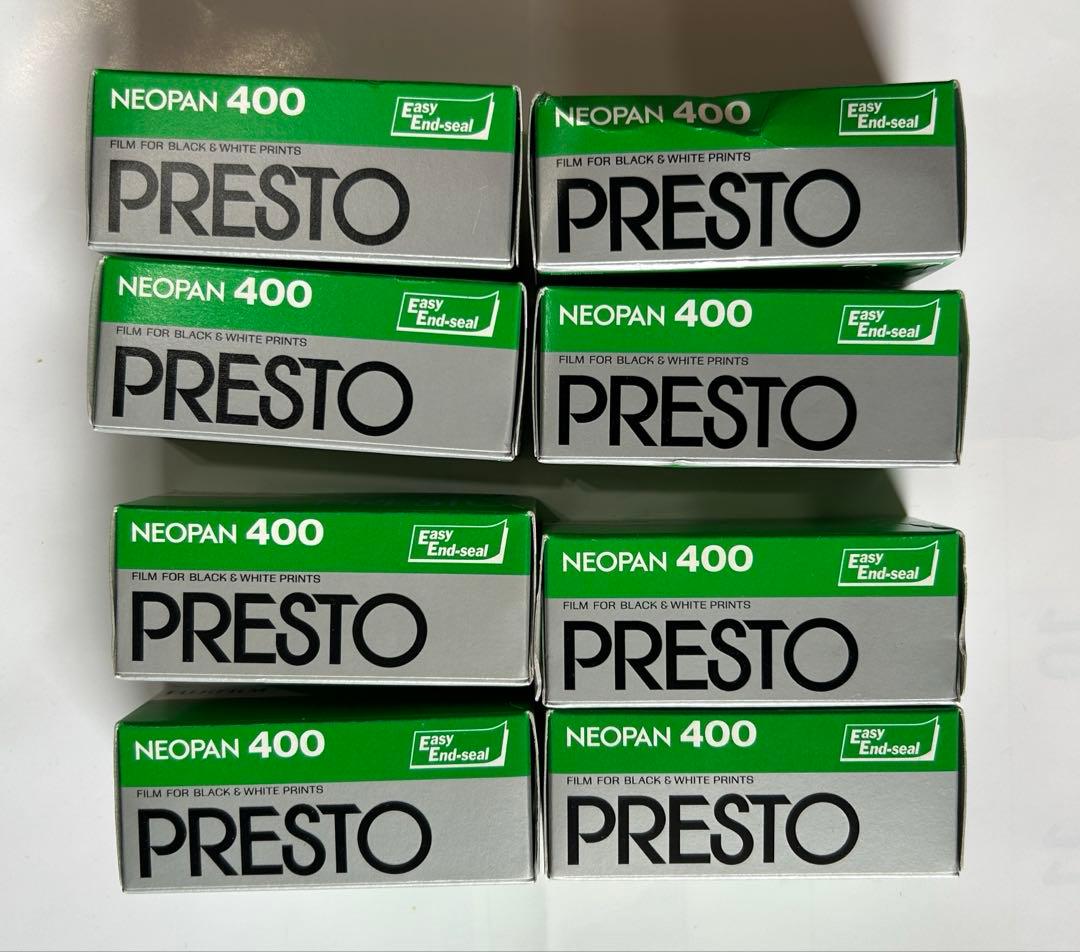 NEOPAN 400
Easy
End-seal
FILM FOR BLACK & WHITE PRINTS
PRESTO
NEOPAN 400
Easy
End-seal
FILM FOR BLACK & WHITE PRINTS
PRESTO
NEOPAN 400
Easy
End-seal
FILM FOR BLACK & WHITE PRINTS
PRESTO
NEOPAN 400
Easy
End-seal
FILM FOR BLACK & WHITE PRINTS
PRESTO
NEOPAN 400
Easy
End-seal
FILM FOR BLACK & WHITE PRINTS
PRESTO
NEOPAN 400
Easy
End-seal
FILM FOR BLACK & WHITE PRINTS
PRESTO
FUJIFILM
NEOPAN 400
Easy
End-seal
FILM FOR BLACK & WHITE PRINTS
PRESTO
NEOPAN 400
Easy
End-seal
FILM FOR BLACK & WHITE PRINTS
PRESTO